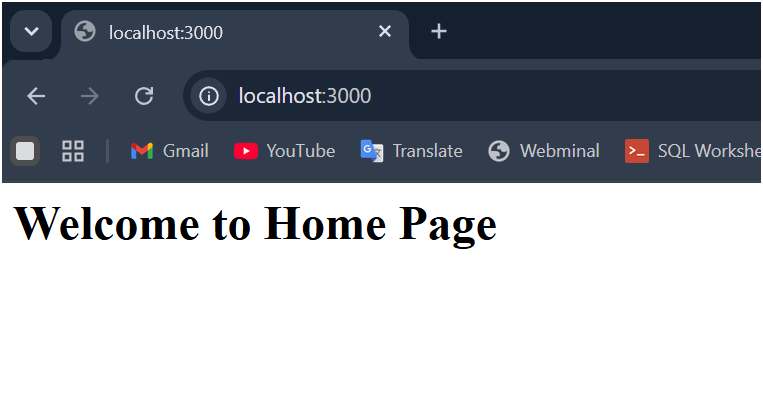 localhost:3000
localhost:3000
Gmail YouTube Translate Webminal SQL Workshe
Welcome to Home Page